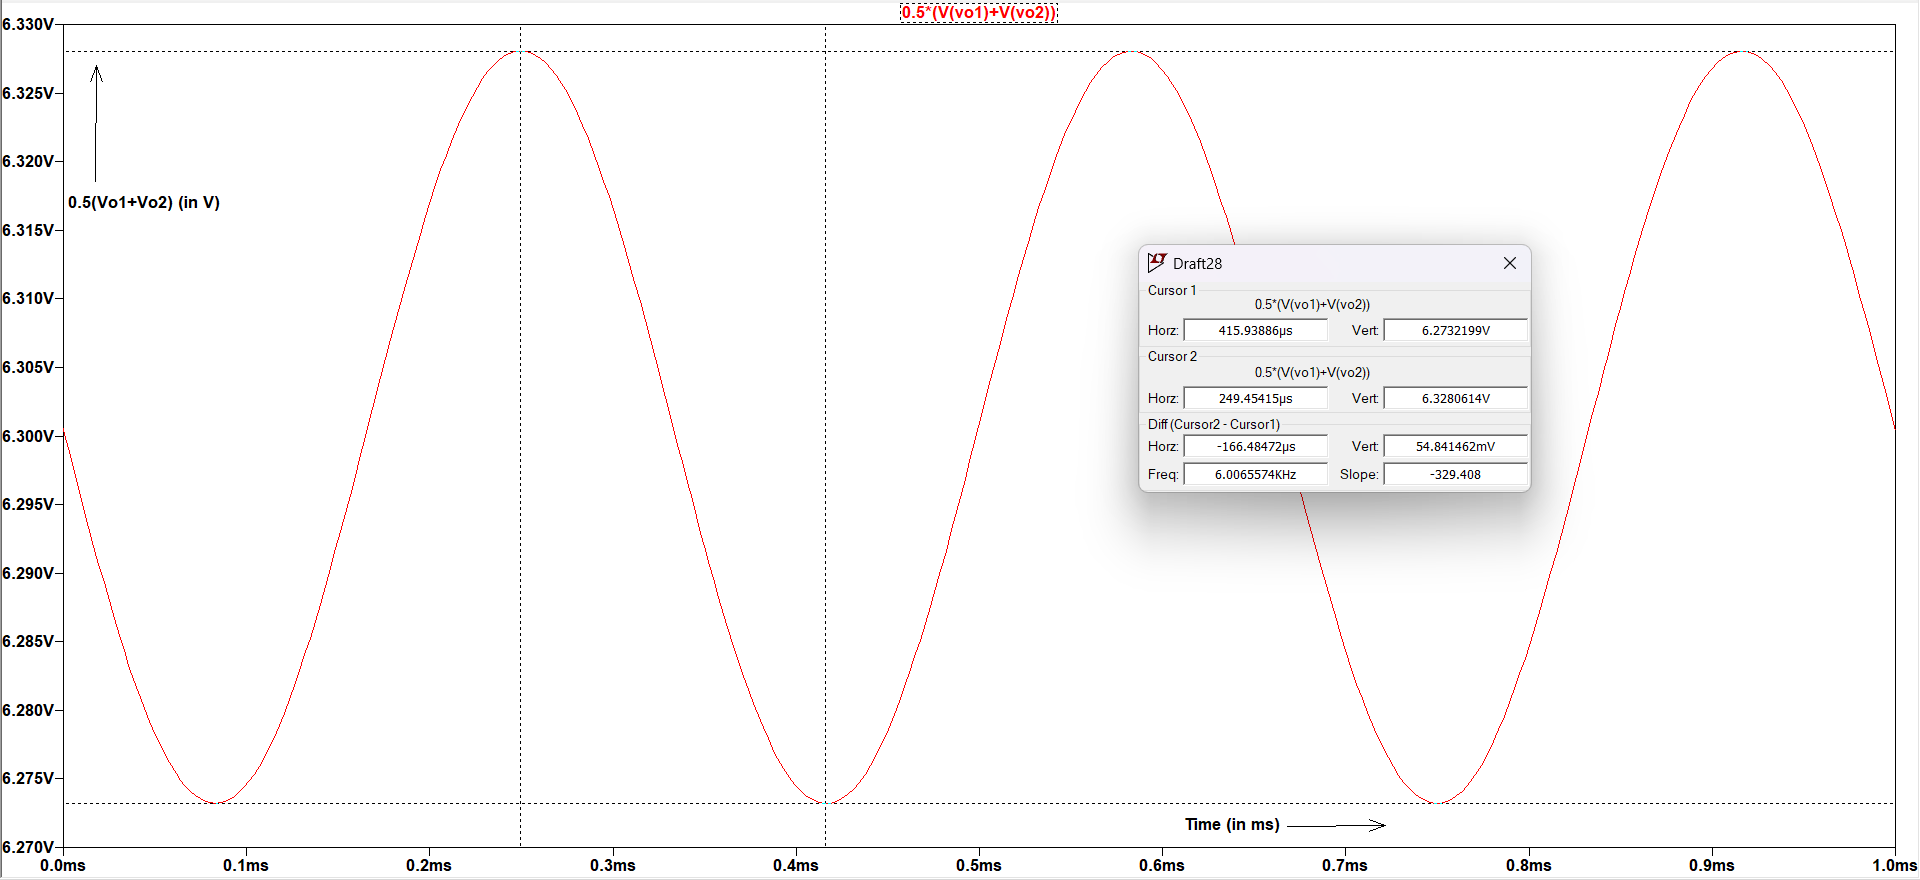 0.5*(V(vo1)+V(vo2))
6.330V
6.325V
6.320V
0.5(Vo1+Vo2) (in V)
6.315V
6.310V
6.305V
6.300V
6.295V
6.290V
6.285V
6.280V
6.275V
6.270V
Draft28
Cursor 1
0.5*(V(vo1)+V(vo2))
Horz: 415.93886µs Vert: 6.2732199V
Cursor 2
0.5*(V(vo1)+V(vo2))
Horz: 249.45415µs Vert: 6.3280614V
Diff (Cursor2 - Cursor1)
Horz: -166.48472µs Vert: 54.841462mV
Freq: 6.0065574KHz Slope: -329.408
Time (in ms)
0.0ms 0.1ms 0.2ms 0.3ms 0.4ms 0.5ms 0.6ms 0.7ms 0.8ms 0.9ms 1.0ms